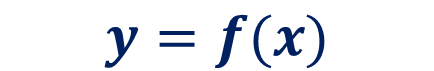 y = f(x)